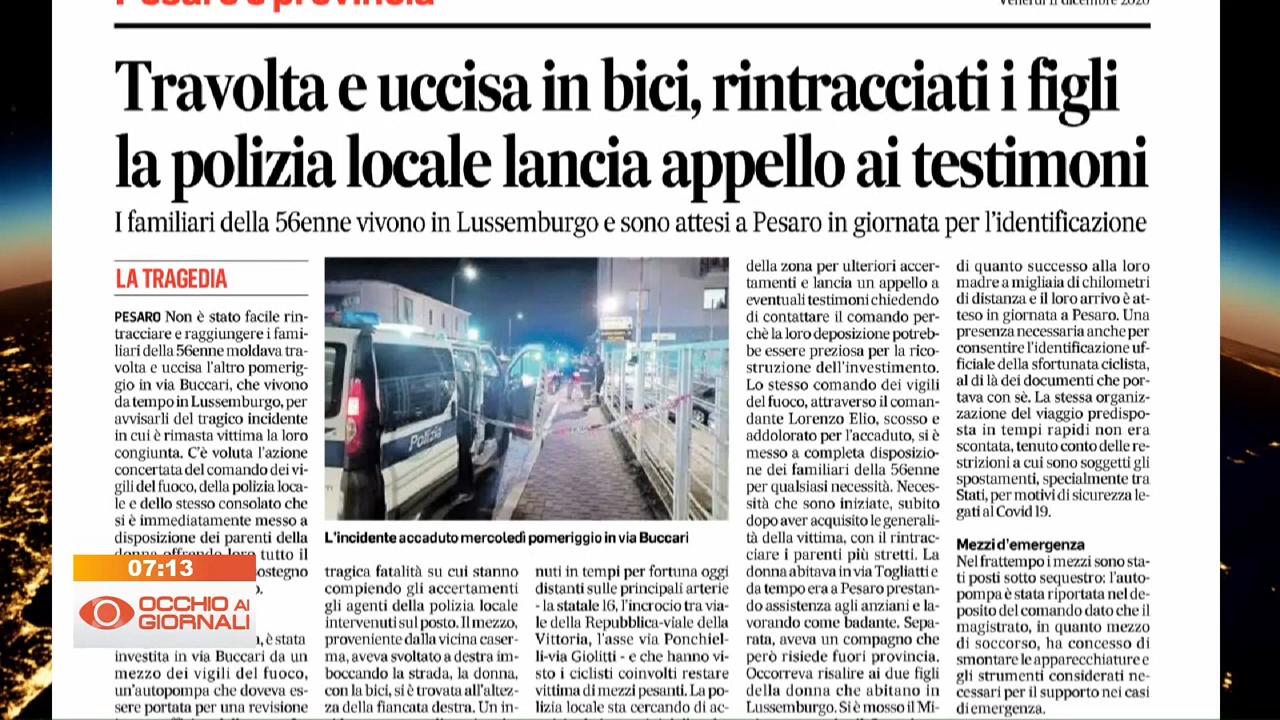 Pesaro e provincia
Venerdì 11 dicembre 2020
Travolta e uccisa in bici, rintracciati i figli
la polizia locale lancia appello ai testimoni
I familiari della 56enne vivono in Lussemburgo e sono attesi a Pesaro in giornata per l'identificazione
LA TRAGEDIA
PESARO Non è stato facile rin-
tracciare e raggiungere i fami-
liari della 56enne moldava tra-
volta e uccisa l'altro pomerig-
gio in via Buccari, che vivono
da tempo in Lussemburgo, per
avvisarli del tragico incidente
in cui è rimasta vittima la loro
congiunta. C'è voluta l'azione
concertata del comando dei vi-
gili del fuoco, della polizia loca-
le e dello stesso consolato che
si è immediatamente messo a
disposizione dei parenti della
donna offrendo loro tutto il
sostegno
, è stata
investita in via Buccari da un
mezzo dei vigili del fuoco,
un'autopompa che doveva es-
sere portata per una revisione
Polizia
L'incidente accaduto mercoledì pomeriggio in via Buccari
tragica fatalità su cui stanno
compiendo gli accertamenti
gli agenti della polizia locale
intervenuti sul posto. Il mezzo,
proveniente dalla vicina caser-
ma, aveva svoltato a destra im-
boccando la strada, la donna,
con la bici, si è trovata all'altez-
za della fiancata destra. Un in-
nuti in tempi per fortuna oggi
distanti sulle principali arterie
- la statale 16, l'incrocio tra via-
le della Repubblica-viale della
Vittoria, l'asse via Ponchiel-
li-via Giolitti - e che hanno vi-
sto i ciclisti coinvolti restare
vittima di mezzi pesanti. La po-
lizia locale sta cercando di ac-
della zona per ulteriori accer-
tamenti e lancia un appello a
eventuali testimoni chiedendo
di contattare il comando per-
chè la loro deposizione potreb-
be essere preziosa per la rico-
struzione dell'investimento.
Lo stesso comando dei vigili
del fuoco, attraverso il coman-
dante Lorenzo Elio, scosso e
addolorato per l'accaduto, si è
messo a completa disposizio-
ne dei familiari della 56enne
per qualsiasi necessità. Neces-
sità che sono iniziate, subito
dopo aver acquisito le generali-
tà della vittima, con il rintrac-
ciare i parenti più stretti. La
donna abitava in via Togliatti e
da tempo era a Pesaro prestan-
do assistenza agli anziani e la-
vorando come badante. Sepa-
rata, aveva un compagno che
però risiede fuori provincia.
Occorreva risalire ai due figli
della donna che abitano in
Lussemburgo. Si è mosso il Mi-
di quanto successo alla loro
madre a migliaia di chilometri
di distanza e il loro arrivo è at-
teso in giornata a Pesaro. Una
presenza necessaria anche per
consentire l'identificazione uf-
ficiale della sfortunata ciclista,
al di là dei documenti che por-
tava con sè. La stessa organiz-
zazione del viaggio predispo-
sta in tempi rapidi non era
scontata, tenuto conto delle re-
strizioni a cui sono soggetti gli
spostamenti, specialmente tra
Stati, per motivi di sicurezza le-
gati al Covid 19.
Mezzi d'emergenza
Nel frattempo i mezzi sono sta-
ti posti sotto sequestro: l'auto-
pompa è stata riportata nel de-
posito del comando dato che il
magistrato, in quanto mezzo
di soccorso, ha concesso di
smontare le apparecchiature e
gli strumenti considerati ne-
cessari per il supporto nei casi
di emergenza.
07:13
OCCHIO AI
GIORNALI